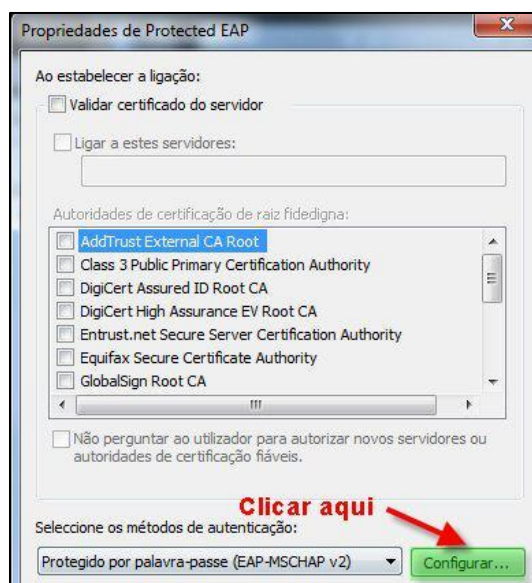 Propriedades de Protected EAP
Ao estabelecer a ligação:
Validar certificado do servidor
Ligar a estes servidores:
Autoridades de certificação de raiz fidedigna:
AddTrust External CA Root
Class 3 Public Primary Certification Authority
DigiCert Assured ID Root CA
DigiCert High Assurance EV Root CA
Entrust.net Secure Server Certification Authority
Equifax Secure Certificate Authority
GlobalSign Root CA
Não perguntar ao utilizador para autorizar novos servidores ou
autoridades de certificação fiáveis.
Clicar aqui
Seleccione os métodos de autenticação:
Protegido por palavra-passe (EAP-MSCHAP v2) Configurar...